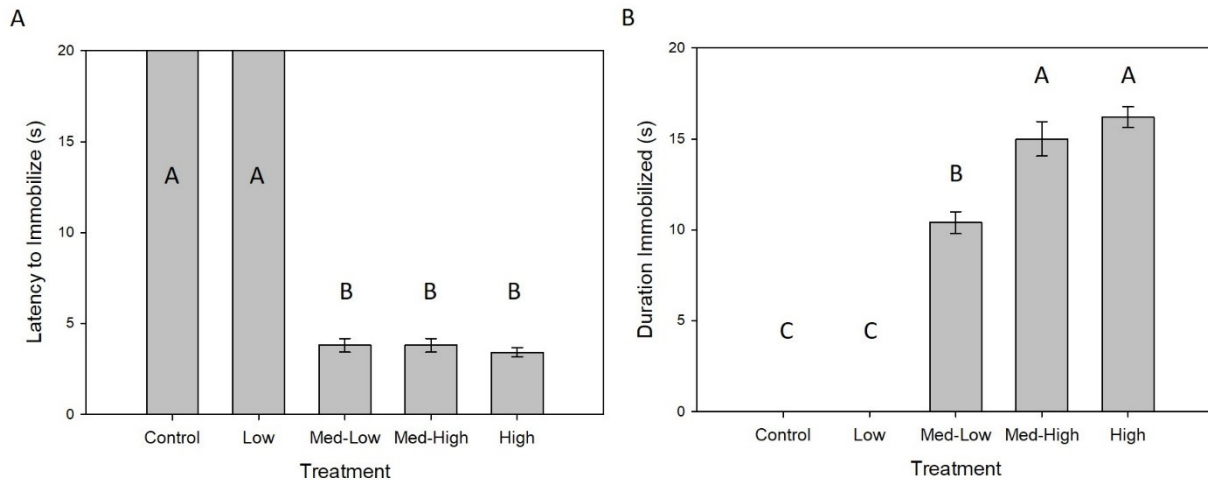 A
Latency to Immobilize (s)
20
15
10
5
0
A
A
B
B
B
Control
Low
Med-Low
Med-High
High
Treatment
B
Duration Immobilized (s)
20
15
10
5
0
C
C
B
A
A
Control
Low
Med-Low
Med-High
High
Treatment